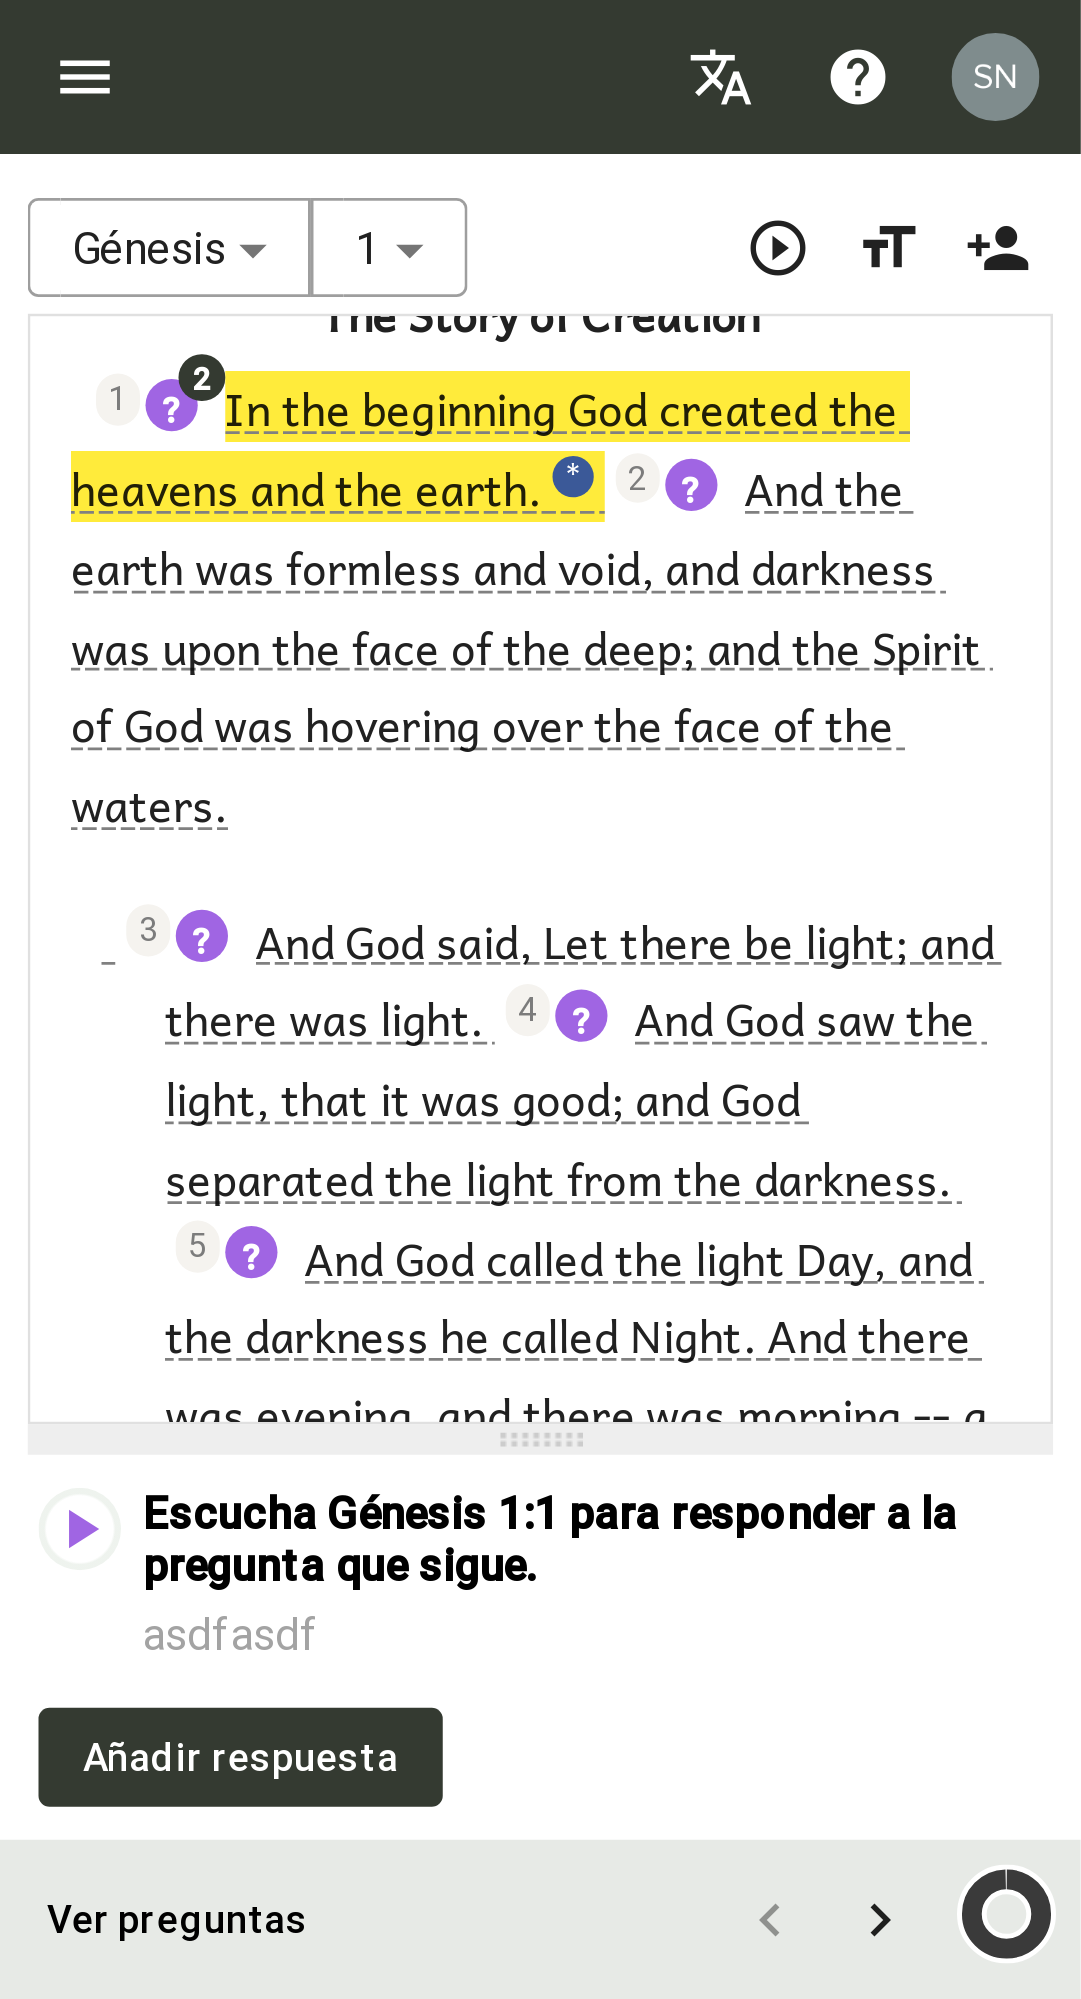 SN
Génesis 1
The Story of Creation
1 ? 2 In the beginning God created the
heavens and the earth. * 2 ? And the
earth was formless and void, and darkness
was upon the face of the deep; and the Spirit
of God was hovering over the face of the
waters.
3 ? And God said, Let there be light; and
there was light. 4 ? And God saw the
light, that it was good; and God
separated the light from the darkness.
5 ? And God called the light Day, and
the darkness he called Night. And there
was evening, and there was morning -- a
Escucha Génesis 1:1 para responder a la
pregunta que sigue.
asdfasdf
Añadir respuesta
Ver preguntas